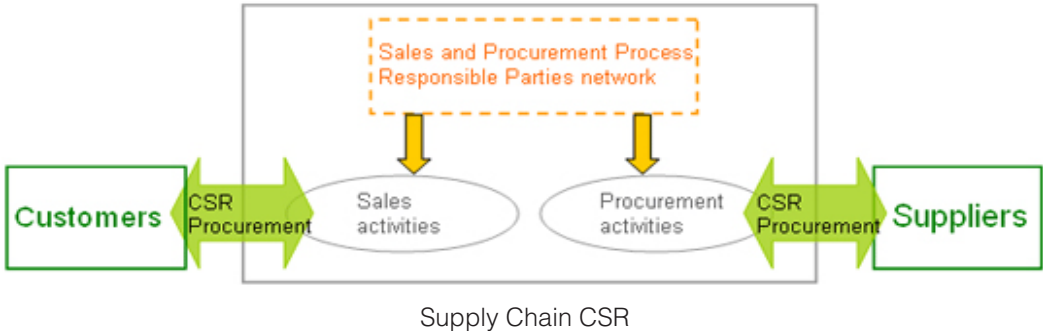 Sales and Procurement Process
Responsible Parties network
Customers
CSR
Procurement
Sales
activities
Procurement
activities
CSR
Procurement
Suppliers
Supply Chain CSR